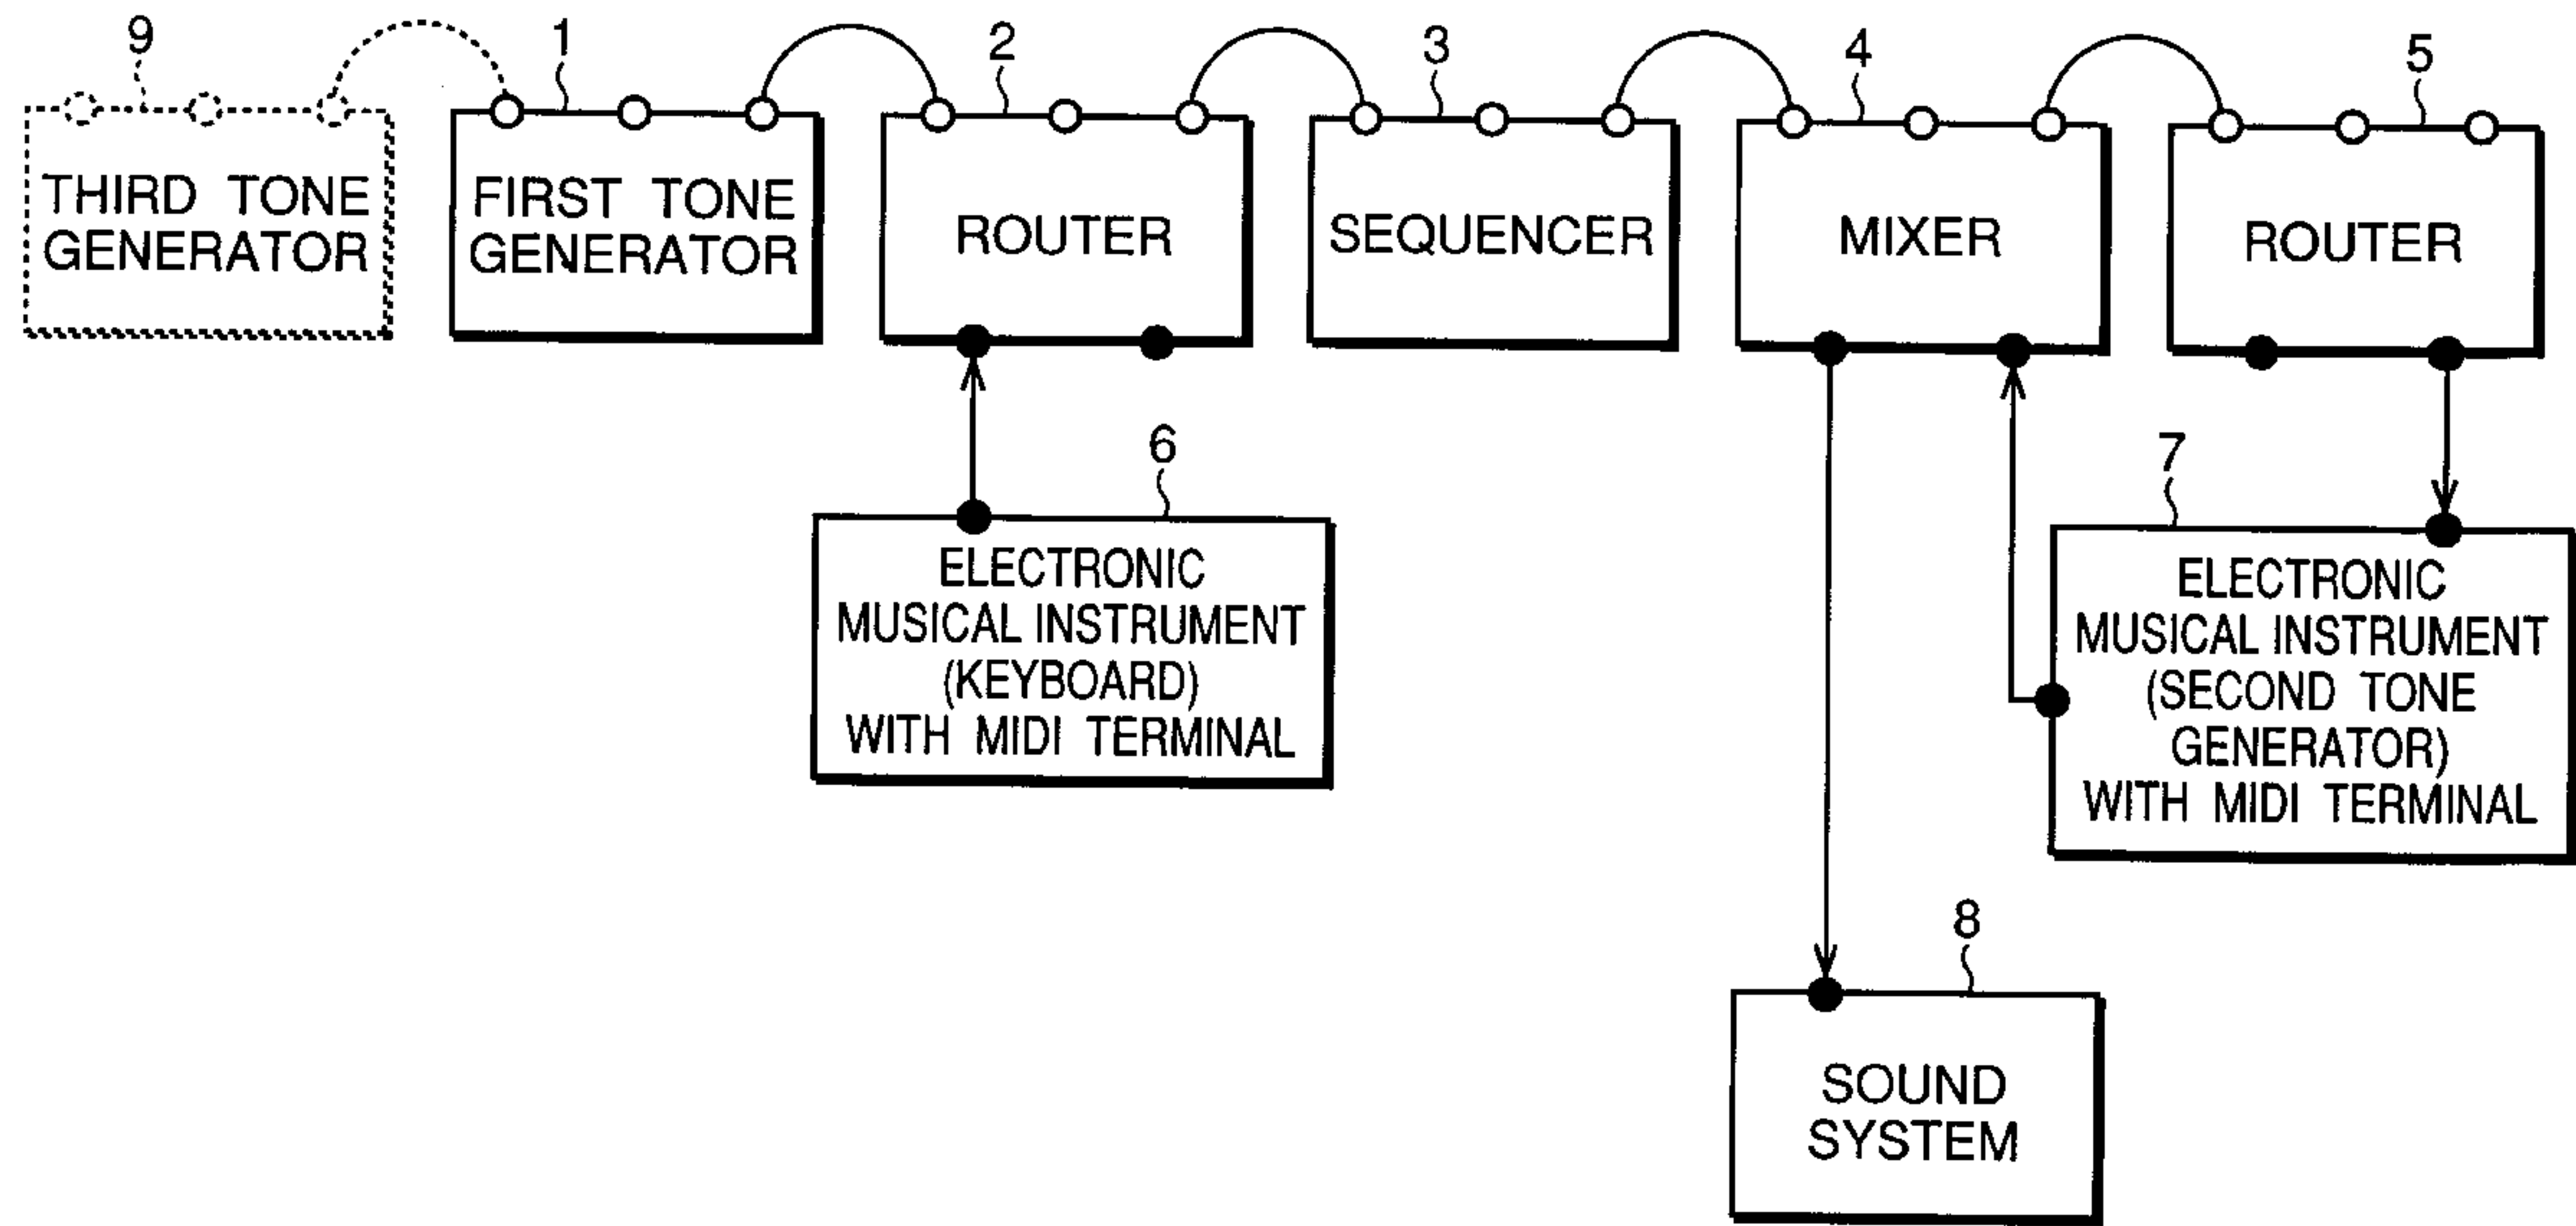 9
1
2
3
4
5
THIRD TONE
GENERATOR
FIRST TONE
GENERATOR
ROUTER
SEQUENCER
MIXER
ROUTER
6
ELECTRONIC
MUSICAL INSTRUMENT
(KEYBOARD)
WITH MIDI TERMINAL
7
ELECTRONIC
MUSICAL INSTRUMENT
(SECOND TONE
GENERATOR)
WITH MIDI TERMINAL
8
SOUND
SYSTEM